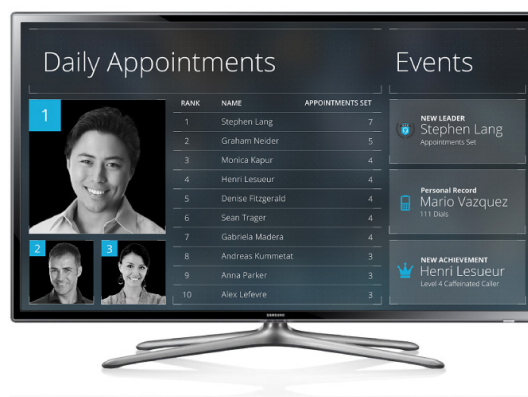 Daily Appointments
Events
1
2
3
RANK NAME APPOINTMENTS SET
1 Stephen Lang 7
2 Graham Neider 5
3 Monica Kapur 4
4 Henri Lesueur 4
5 Denise Fitzgerald 4
6 Sean Trager 4
7 Gabriela Madera 4
8 Andreas Kummetat 3
9 Anna Parker 3
10 Alex Lefevre 3
NEW LEADER
Stephen Lang
Appointments Set
Personal Record
Mario Vazquez
111 Dials
NEW ACHIEVEMENT
Henri Lesueur
Level 4 Caffeinated Caller
SAMSUNG